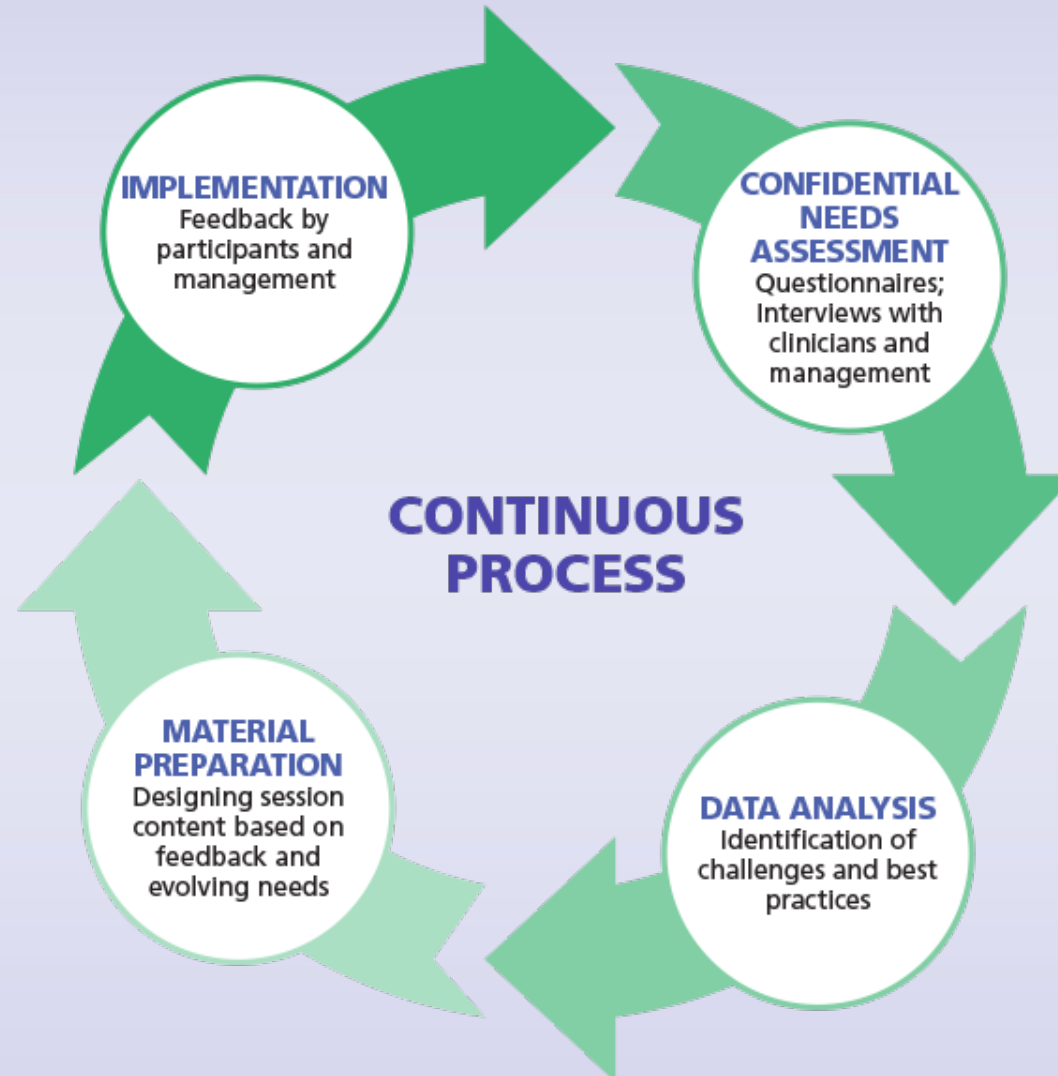 IMPLEMENTATION
Feedback by
participants and
management
CONFIDENTIAL
NEEDS
ASSESSMENT
Questionnaires;
Interviews with
clinicians and
management
CONTINUOUS
PROCESS
MATERIAL
PREPARATION
Designing session
content based on
feedback and
evolving needs
DATA ANALYSIS
Identification of
challenges and best
practices